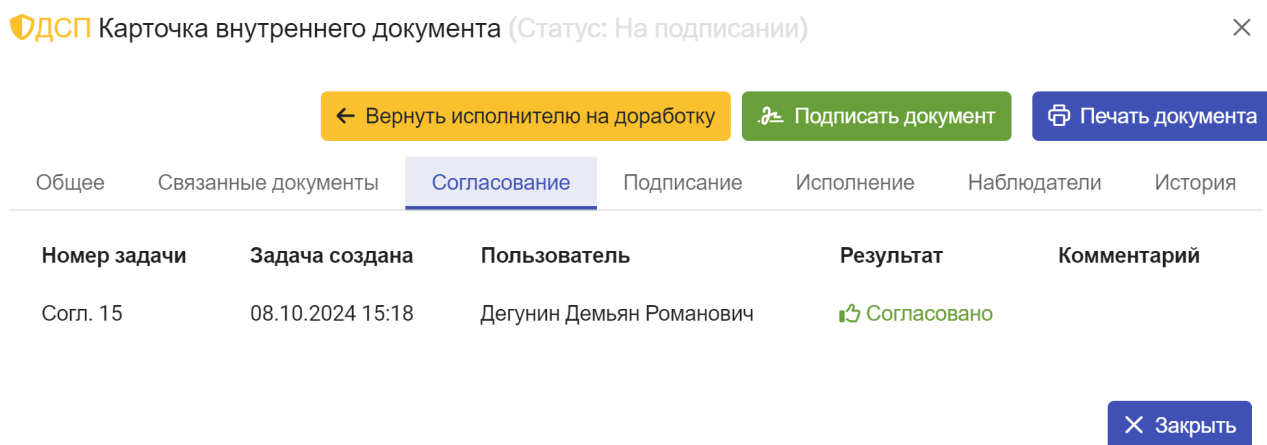 ДСП Карточка внутреннего документа (Статус: На подписании)
Вернуть исполнителю на доработку Подписать документ Печать документа
Общее Связанные документы Согласование Подписание Исполнение Наблюдатели История
Номер задачи Задача создана Пользователь Результат Комментарий
Согл. 15 08.10.2024 15:18 Дегунин Демьян Романович Согласовано
Закрыть